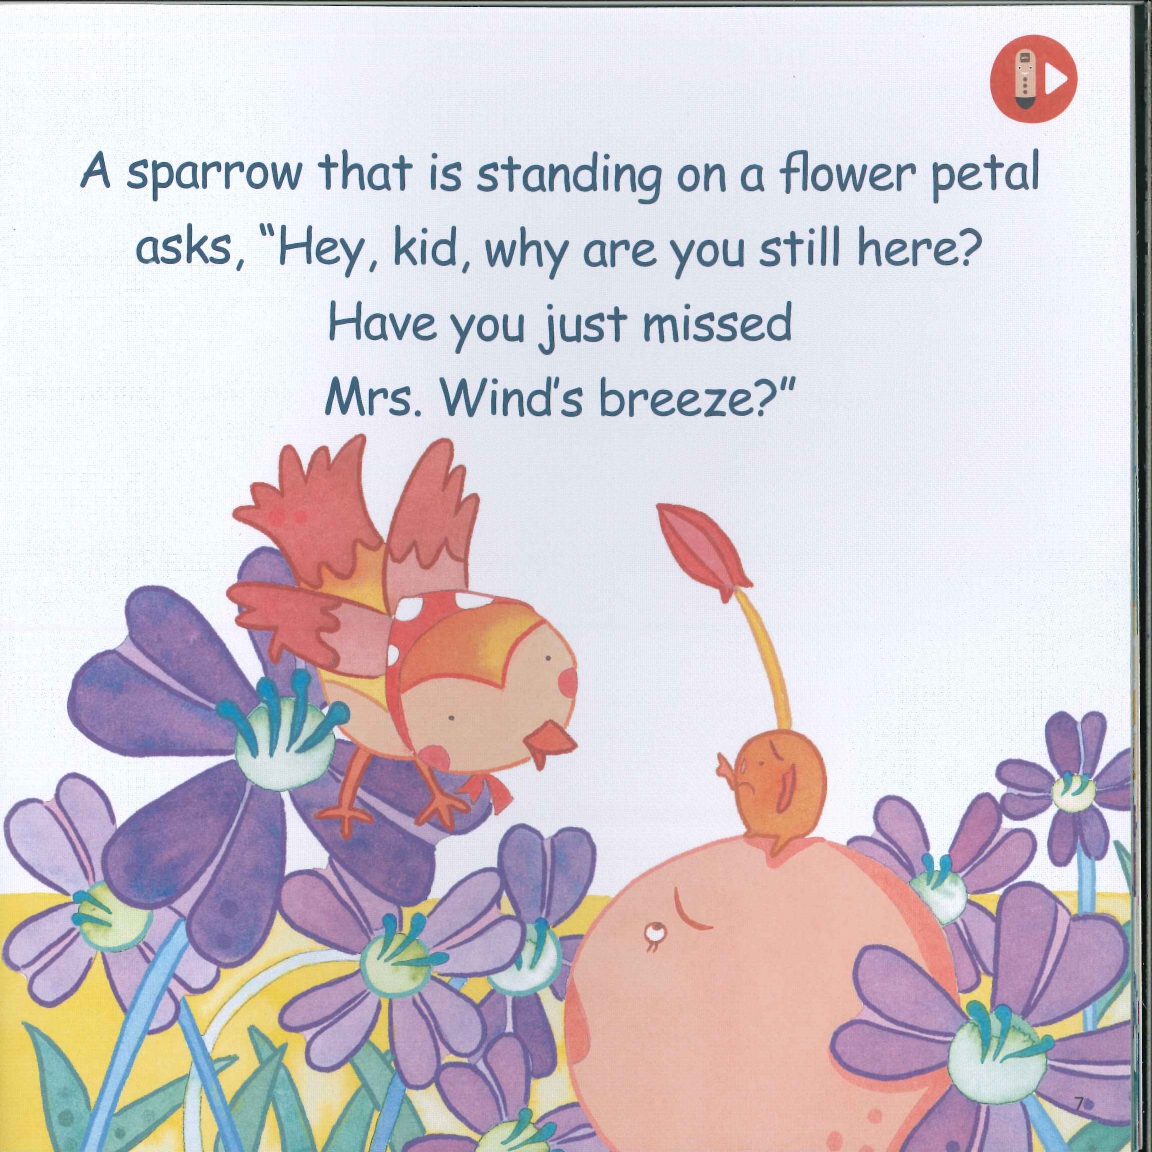 A sparrow that is standing on a flower petal
asks, “Hey, kid, why are you still here?
Have you just missed
Mrs. Wind’s breeze?”
7